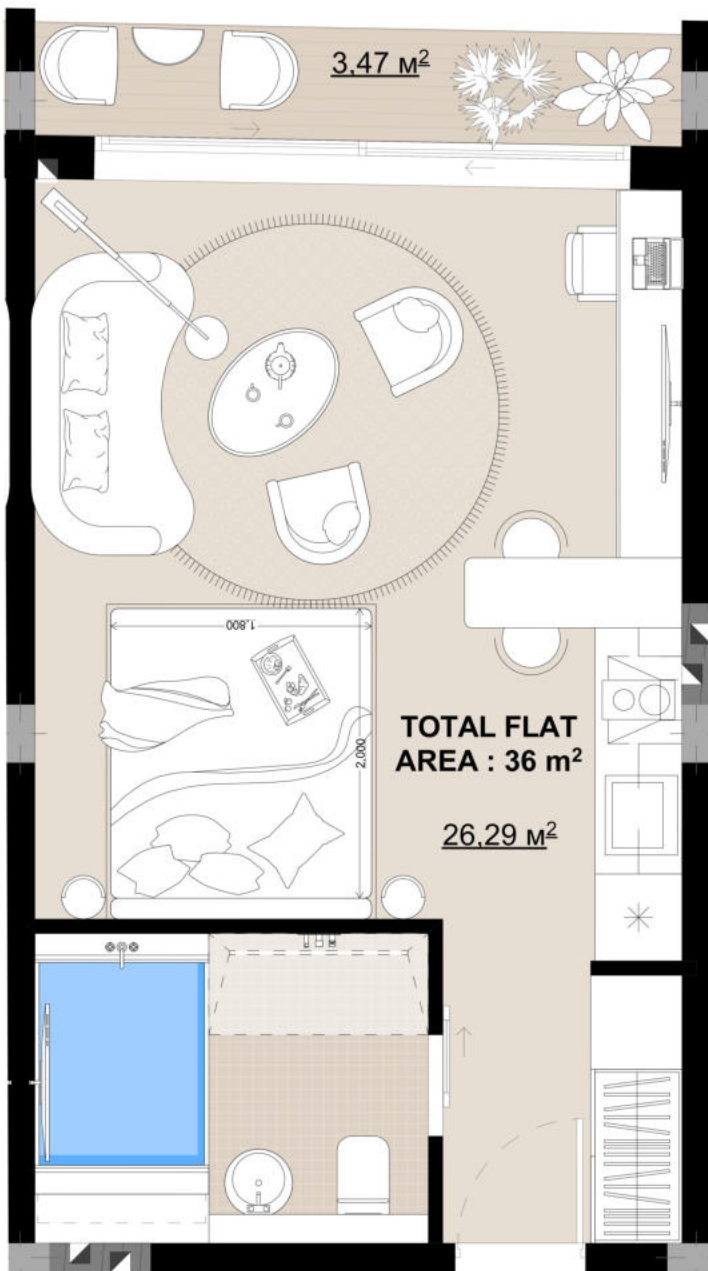 3,47 м²
1,800
2,000
TOTAL FLAT
AREA : 36 m²
26,29 м²